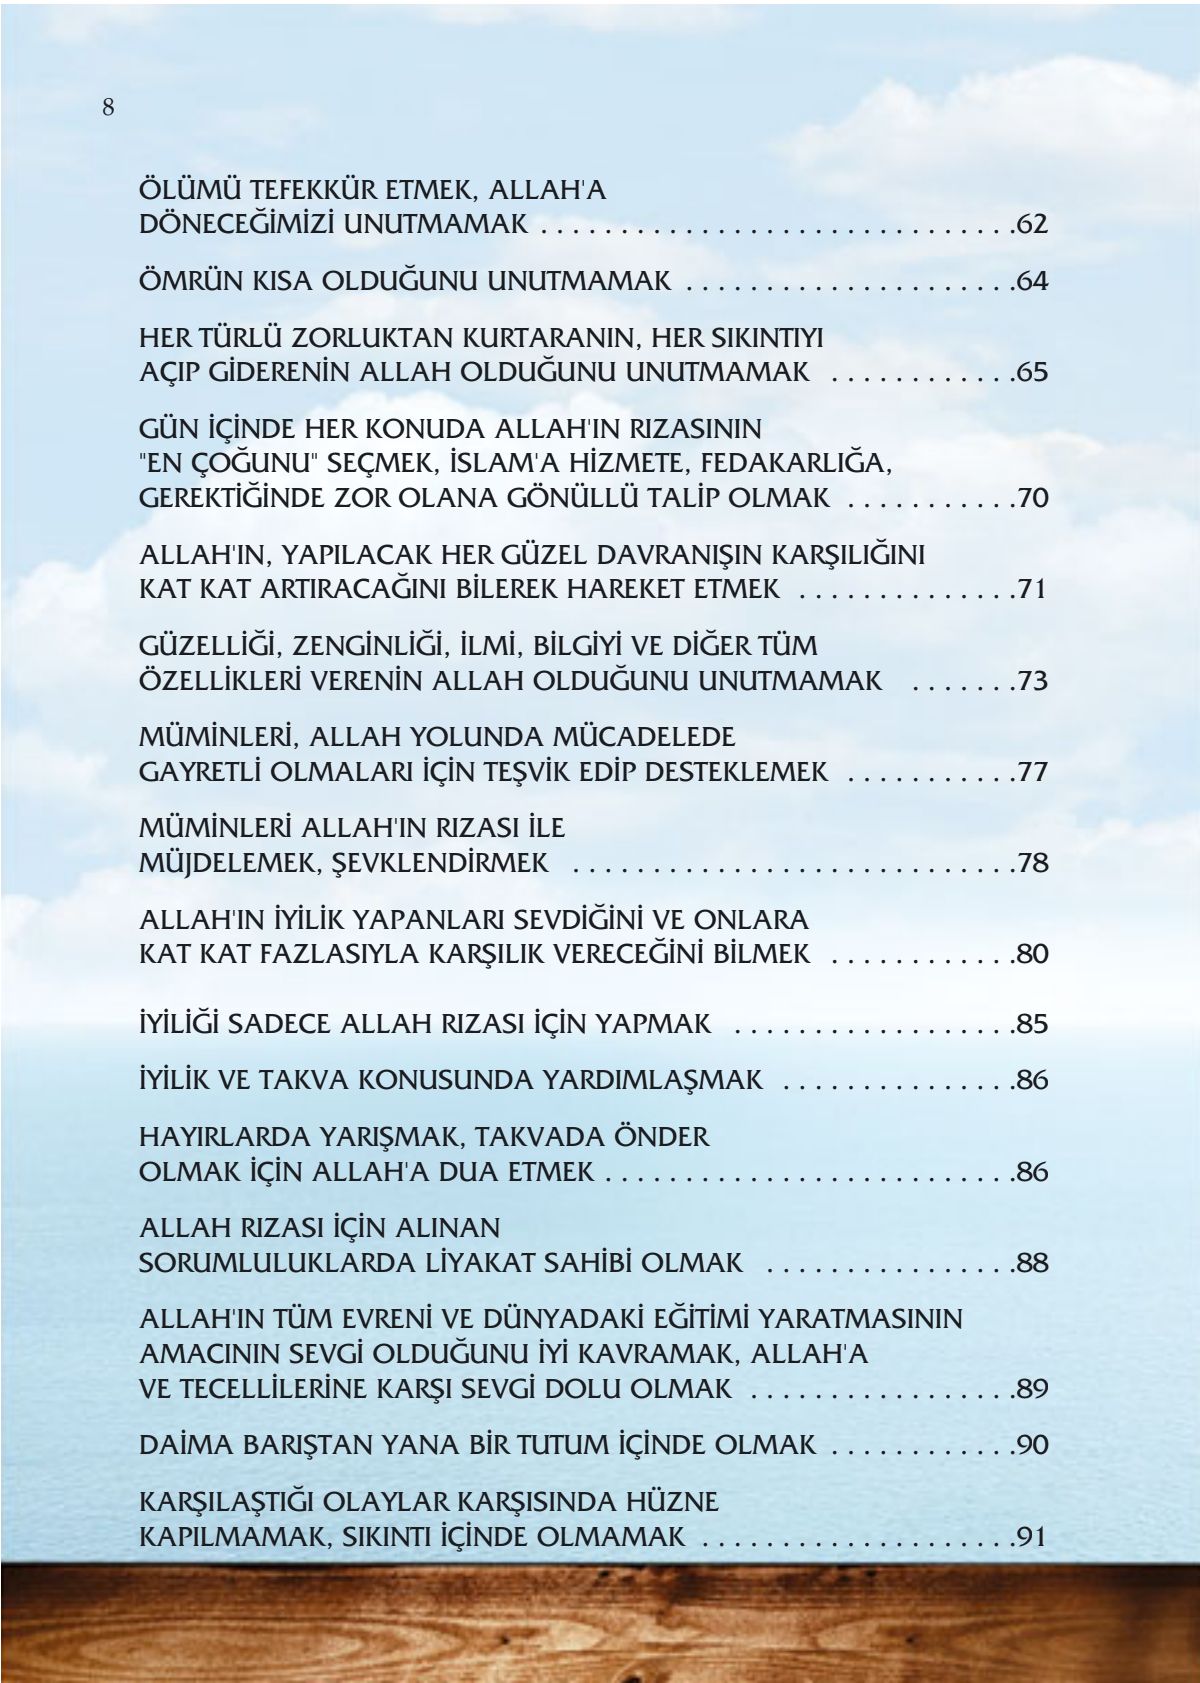 8
ÖLÜMÜ TEFEKKÜR ETMEK, ALLAH'A
DÖNECEĞİMİZİ UNUTMAMAK . . . . . . . . . . . . . . . . . . . . . . . . . . . . . .62
ÖMRÜN KISA OLDUĞUNU UNUTMAMAK . . . . . . . . . . . . . . . . . . . . .64
HER TÜRLÜ ZORLUKTAN KURTARANIN, HER SIKINTIYI
AÇIP GİDERENİN ALLAH OLDUĞUNU UNUTMAMAK . . . . . . . . . . . .65
GÜN İÇİNDE HER KONUDA ALLAH'IN RIZASININ
"EN ÇOĞUNU" SEÇMEK, İSLAM'A HİZMETE, FEDAKARLIĞA,
GEREKTİĞİNDE ZOR OLANA GÖNÜLLÜ TALİP OLMAK . . . . . . . . . . .70
ALLAH'IN, YAPILACAK HER GÜZEL DAVRANIŞIN KARŞILIĞINI
KAT KAT ARTIRACAĞINI BİLEREK HAREKET ETMEK . . . . . . . . . . . . . .71
GÜZELLİĞİ, ZENGİNLİĞİ, İLMİ, BİLGİYİ VE DİĞER TÜM
ÖZELLİKLERİ VERENİN ALLAH OLDUĞUNU UNUTMAMAK . . . . . . .73
MÜMİNLERİ, ALLAH YOLUNDA MÜCADELEDE
GAYRETLİ OLMALARI İÇİN TEŞVİK EDİP DESTEKLEMEK . . . . . . . . . . .77
MÜMİNLERİ ALLAH'IN RIZASI İLE
MÜJDELEMEK, ŞEVKLENDİRMEK . . . . . . . . . . . . . . . . . . . . . . . . . . . .78
ALLAH'IN İYİLİK YAPANLARI SEVDİĞİNİ VE ONLARA
KAT KAT FAZLASIYLA KARŞILIK VERECEĞİNİ BİLMEK . . . . . . . . . . . .80
İYİLİĞİ SADECE ALLAH RIZASI İÇİN YAPMAK . . . . . . . . . . . . . . . . . .85
İYİLİK VE TAKVA KONUSUNDA YARDIMLAŞMAK . . . . . . . . . . . . . . .86
HAYIRLARDA YARIŞMAK, TAKVADA ÖNDER
OLMAK İÇİN ALLAH'A DUA ETMEK . . . . . . . . . . . . . . . . . . . . . . . . . .86
ALLAH RIZASI İÇİN ALINAN
SORUMLULUKLARDA LİYAKAT SAHİBİ OLMAK . . . . . . . . . . . . . . . .88
ALLAH'IN TÜM EVRENİ VE DÜNYADAKİ EĞİTİMİ YARATMASININ
AMACININ SEVGİ OLDUĞUNU İYİ KAVRAMAK, ALLAH'A
VE TECELLİLERİNE KARŞI SEVGİ DOLU OLMAK . . . . . . . . . . . . . . . . .89
DAİMA BARIŞTAN YANA BİR TUTUM İÇİNDE OLMAK . . . . . . . . . . . .90
KARŞILAŞTIĞI OLAYLAR KARŞISINDA HÜZNE
KAPILMAMAK, SIKINTI İÇİNDE OLMAMAK . . . . . . . . . . . . . . . . . . . .91